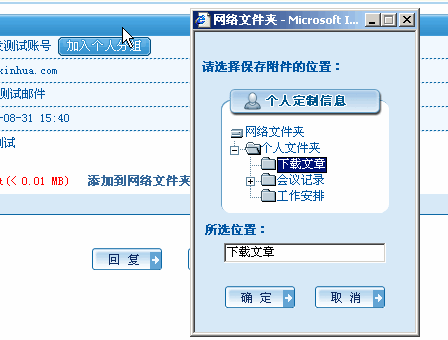 网络文件夹 - Microsoft I...
测试账号 加入个人分组
xinhua.com
测试邮件
-08-31 15:40
测试
(< 0.01 MB) 添加到网络文件夹
回 复
请选择保存附件的位置：
个人定制信息
网络文件夹
个人文件夹
下载文章
会议记录
工作安排
所选位置：
下载文章
确 定 取 消